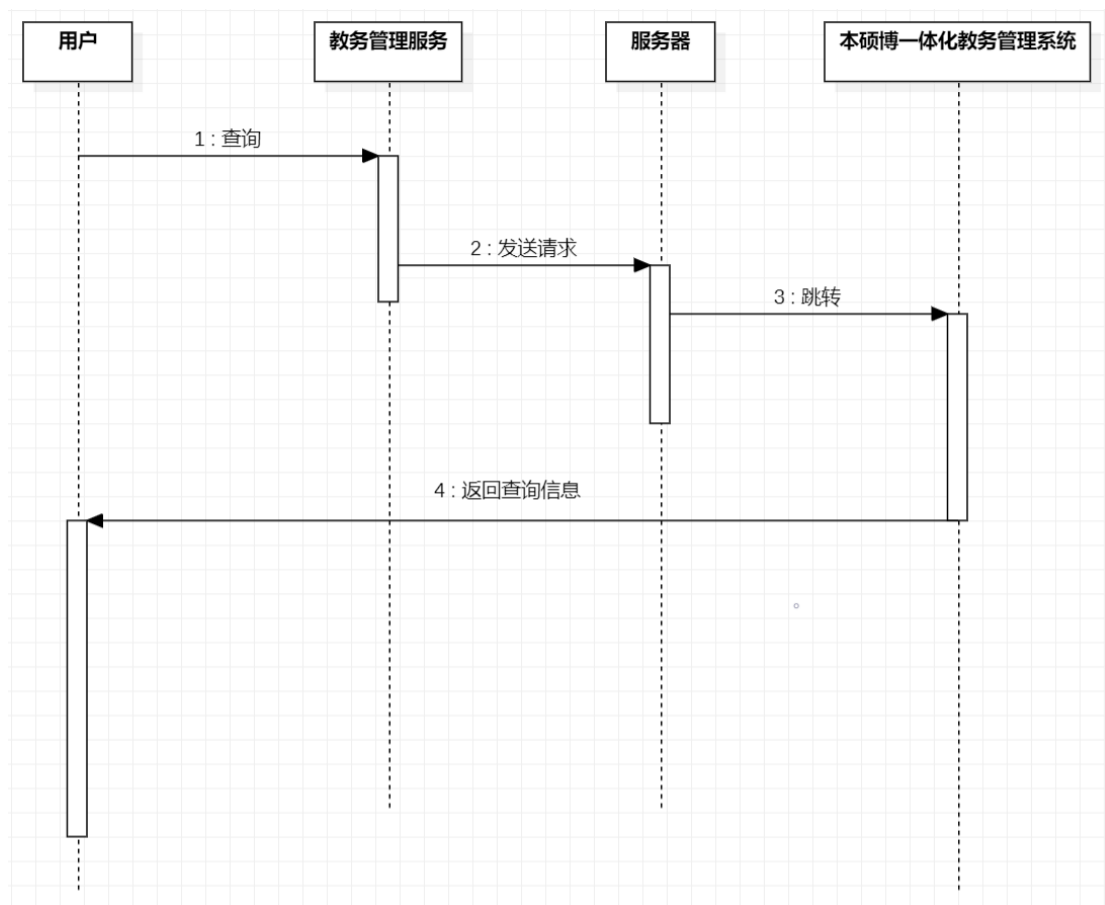 用户
教务管理服务
服务器
本硕博一体化教务管理系统
1 : 查询
2 : 发送请求
3 : 跳转
4 : 返回查询信息